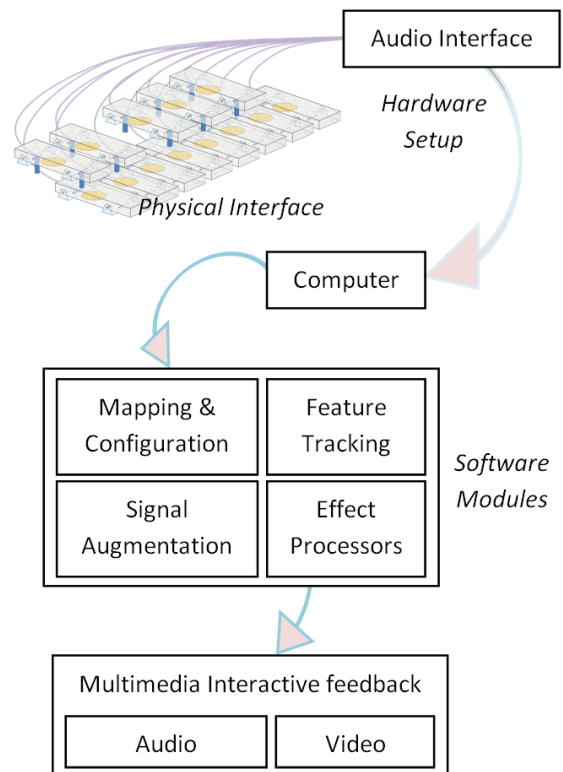 Audio Interface
Hardware
Setup
Physical Interface
Computer
Mapping &
Configuration
Feature
Tracking
Signal
Augmentation
Effect
Processors
Software
Modules
Multimedia Interactive feedback
Audio
Video